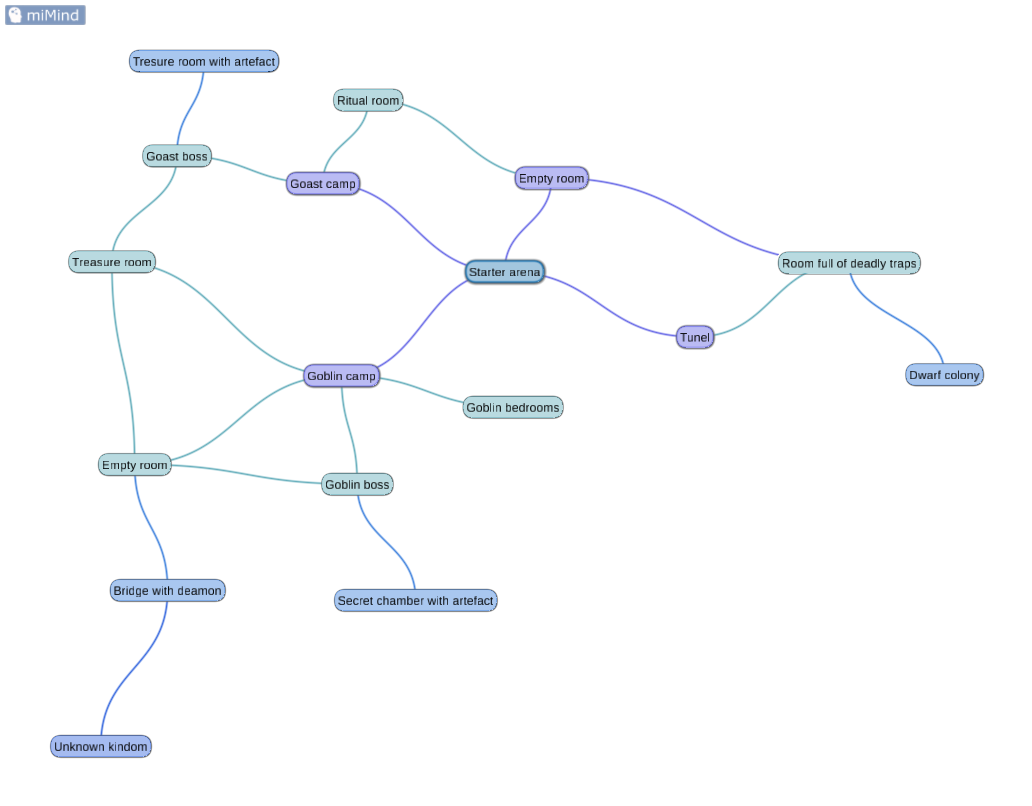 miMind
Tresure room with artefact
Ritual room
Goast boss
Goast camp
Empty room
Treasure room
Starter arena
Room full of deadly traps
Tunel
Goblin camp
Dwarf colony
Goblin bedrooms
Empty room
Goblin boss
Bridge with deamon
Secret chamber with artefact
Unknown kindom